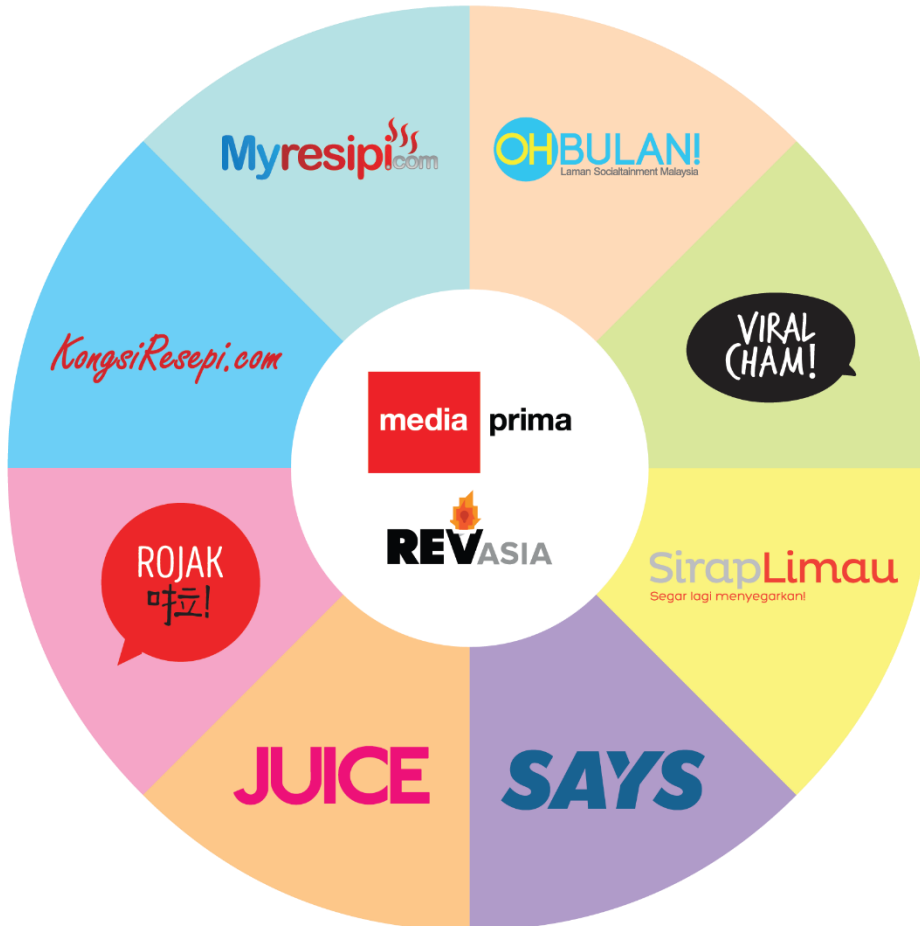 Myresipi.com
OHBULAN!
Laman Socialtainment Malaysia
VIRAL
CHAM!
KongsiResepi.com
media prima
REVASIA
SirapLimau
Segar lagi menyegarkan!
ROJAK
啦!
JUICE
SAYS